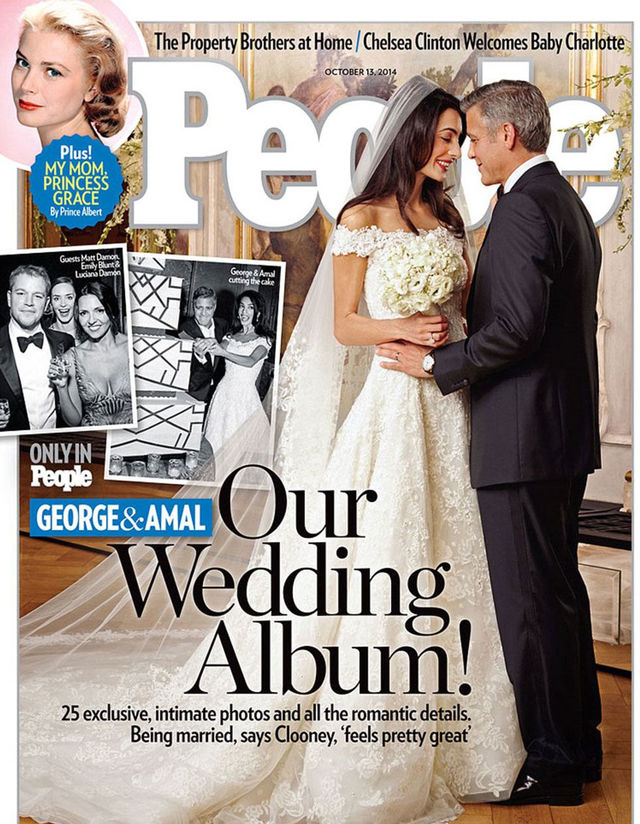 The Property Brothers at Home / Chelsea Clinton Welcomes Baby Charlotte
OCTOBER 13, 2014
People
Plus!
MY MOM,
PRINCESS
GRACE
By Prince Albert
Guests Matt Damon,
Emily Blunt &
Luciana Damon
George & Amal
cutting the cake
ONLY IN
People
GEORGE & AMAL
Our
Wedding
Album!
25 exclusive, intimate photos and all the romantic details.
Being married, says Clooney, ‘feels pretty great’